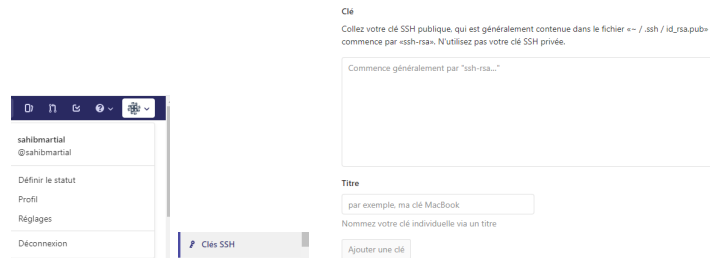 sahibmartial
@sahibmartial
Définir le statut
Profil
Réglages
Déconnexion
Clés SSH
Clé
Collez votre clé SSH publique, qui est généralement contenue dans le fichier «~ / .ssh / id_rsa.pub»
commence par «ssh-rsa». N'utilisez pas votre clé SSH privée.
Commence généralement par "ssh-rsa..."
Titre
par exemple, ma clé MacBook
Nommez votre clé individuelle via un titre
Ajouter une clé